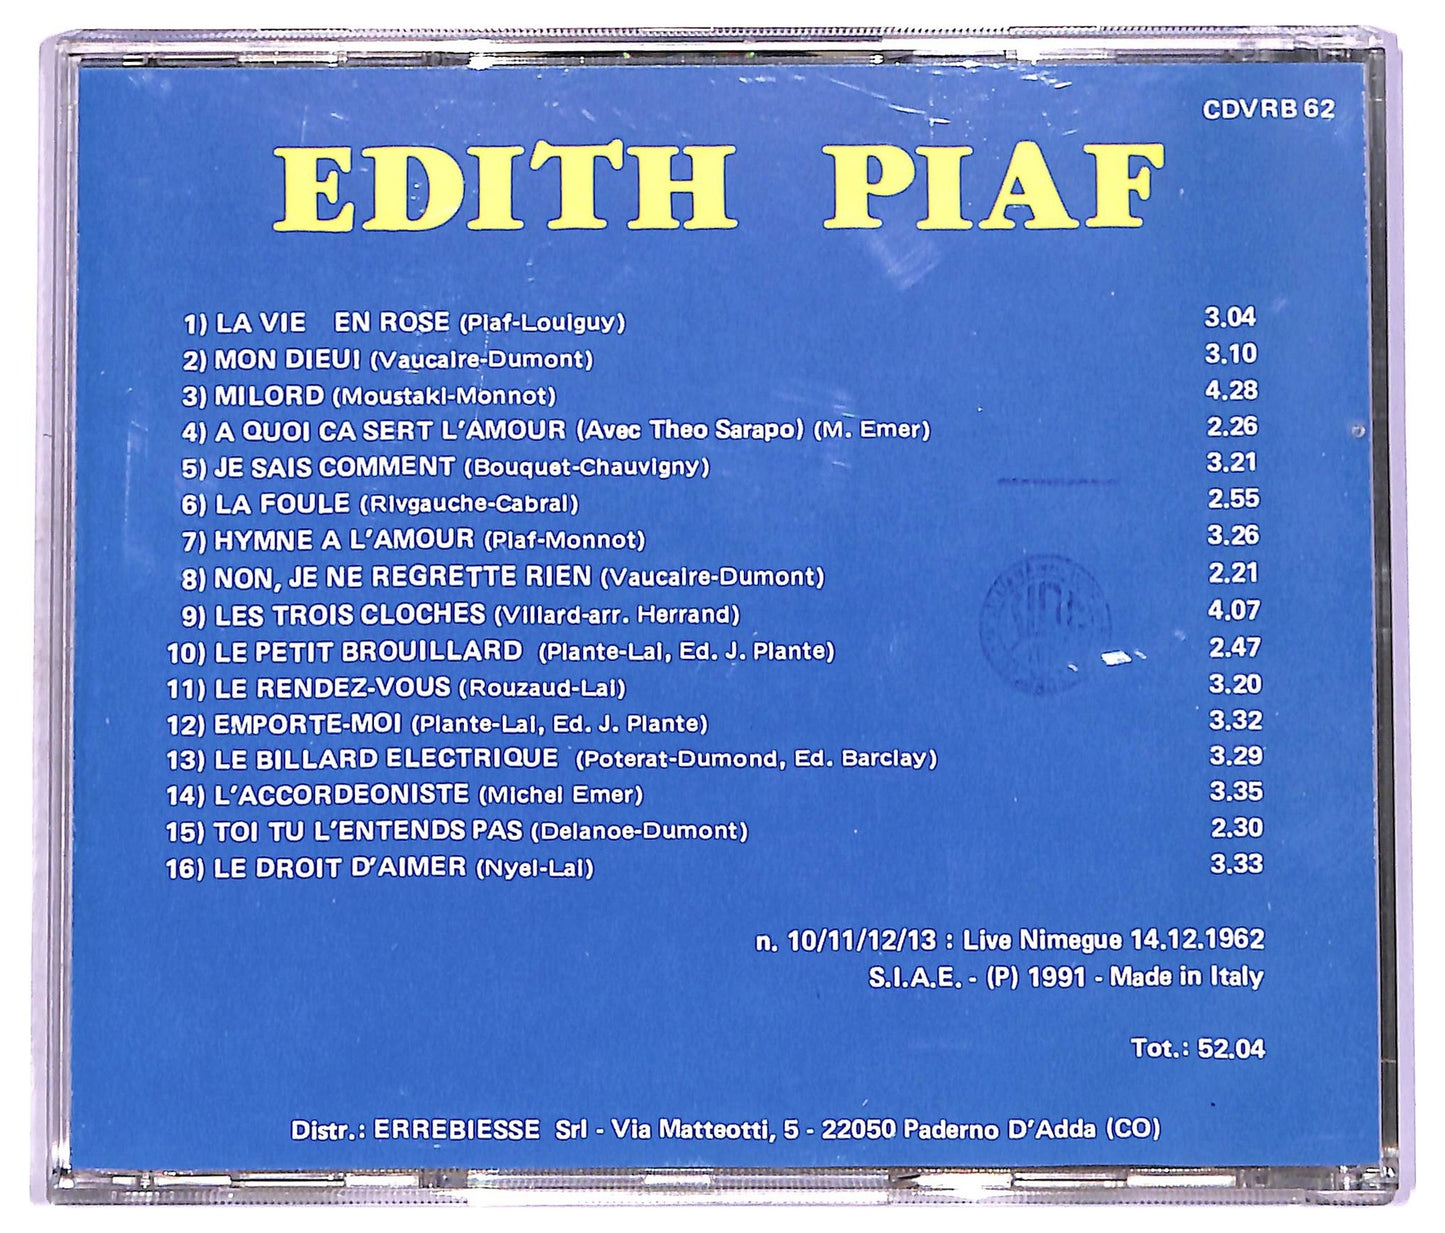 CDVRB 62
EDITH PIAF
1) LA VIE EN ROSE (Piaf-Louiguy) 3.04
2) MON DIEU! (Vaucaire-Dumont) 3.10
3) MILORD (Moustaki-Monnot) 4.28
4) A QUOI CA SERT L'AMOUR (Avec Theo Sarapo) (M. Emer) 2.26
5) JE SAIS COMMENT (Bouquet-Chauvigny) 3.21
6) LA FOULE (Rivgauche-Cabral) 2.55
7) HYMNE A L'AMOUR (Piaf-Monnot) 3.26
8) NON, JE NE REGRETTE RIEN (Vaucaire-Dumont) 2.21
9) LES TROIS CLOCHES (Villard-arr. Herrand) 4.07
10) LE PETIT BROUILLARD (Plante-Lai, Ed. J. Plante) 2.47
11) LE RENDEZ-VOUS (Rouzaud-Lai) 3.20
12) EMPORTE-MOI (Plante-Lai, Ed. J. Plante) 3.32
13) LE BILLARD ELECTRIQUE (Poterat-Dumond, Ed. Barclay) 3.29
14) L'ACCORDEONISTE (Michel Emer) 3.35
15) TOI TU L'ENTENDS PAS (Delanoe-Dumont) 2.30
16) LE DROIT D'AIMER (Nyel-Lai) 3.33
n. 10/11/12/13 : Live Nimegue 14.12.1962
S.I.A.E. - (P) 1991 - Made in Italy
Tot.: 52.04
Distr.: ERREBIESSE Srl - Via Matteotti, 5 - 22050 Paderno D'Adda (CO)